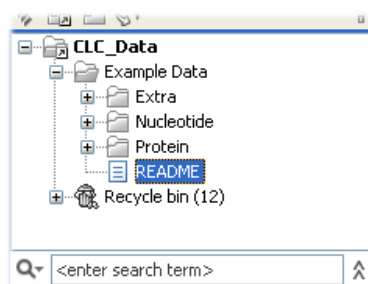 CLC_Data
Example Data
Extra
Nucleotide
Protein
README
Recycle bin (12)
<enter search term>